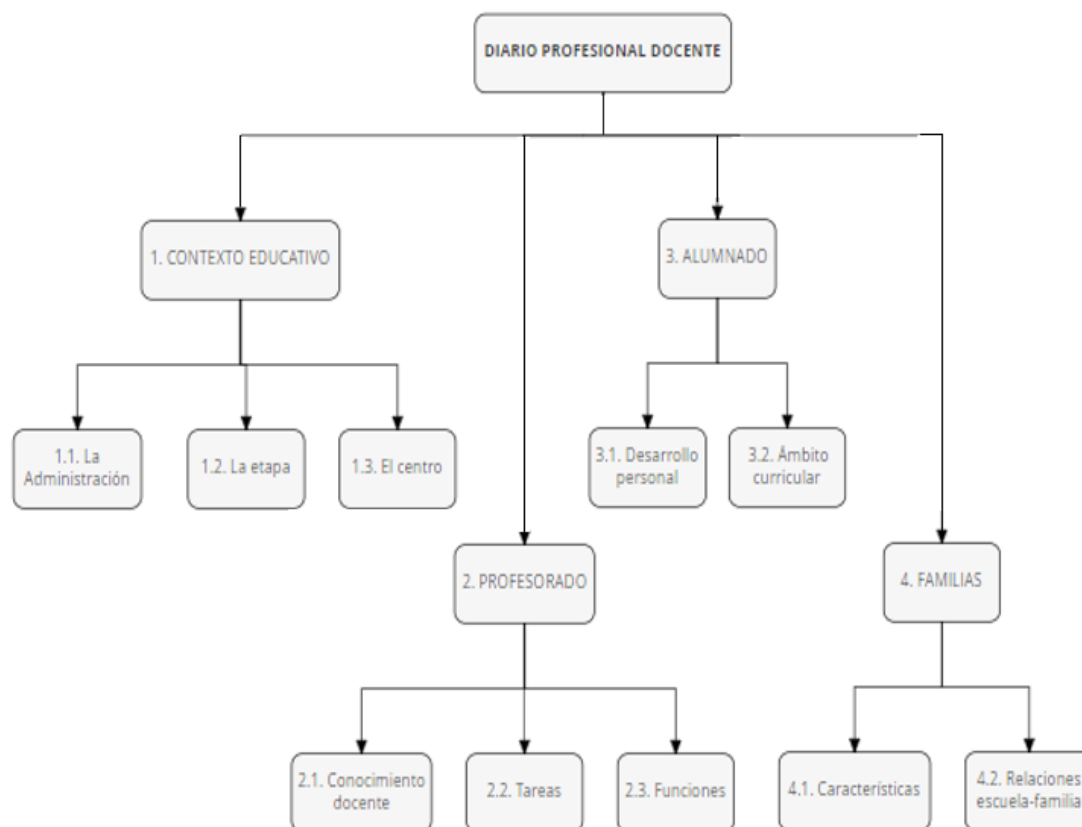 DIARIO PROFESIONAL DOCENTE
1. CONTEXTO EDUCATIVO
3. ALUMNADO
1.1. La
Administración
1.2. La etapa
1.3. El centro
3.1. Desarrollo
personal
3.2. Ámbito
curricular
2. PROFESORADO
4. FAMILIAS
2.1. Conocimiento
docente
2.2. Tareas
2.3. Funciones
4.1. Características
4.2. Relaciones
escuela-familia